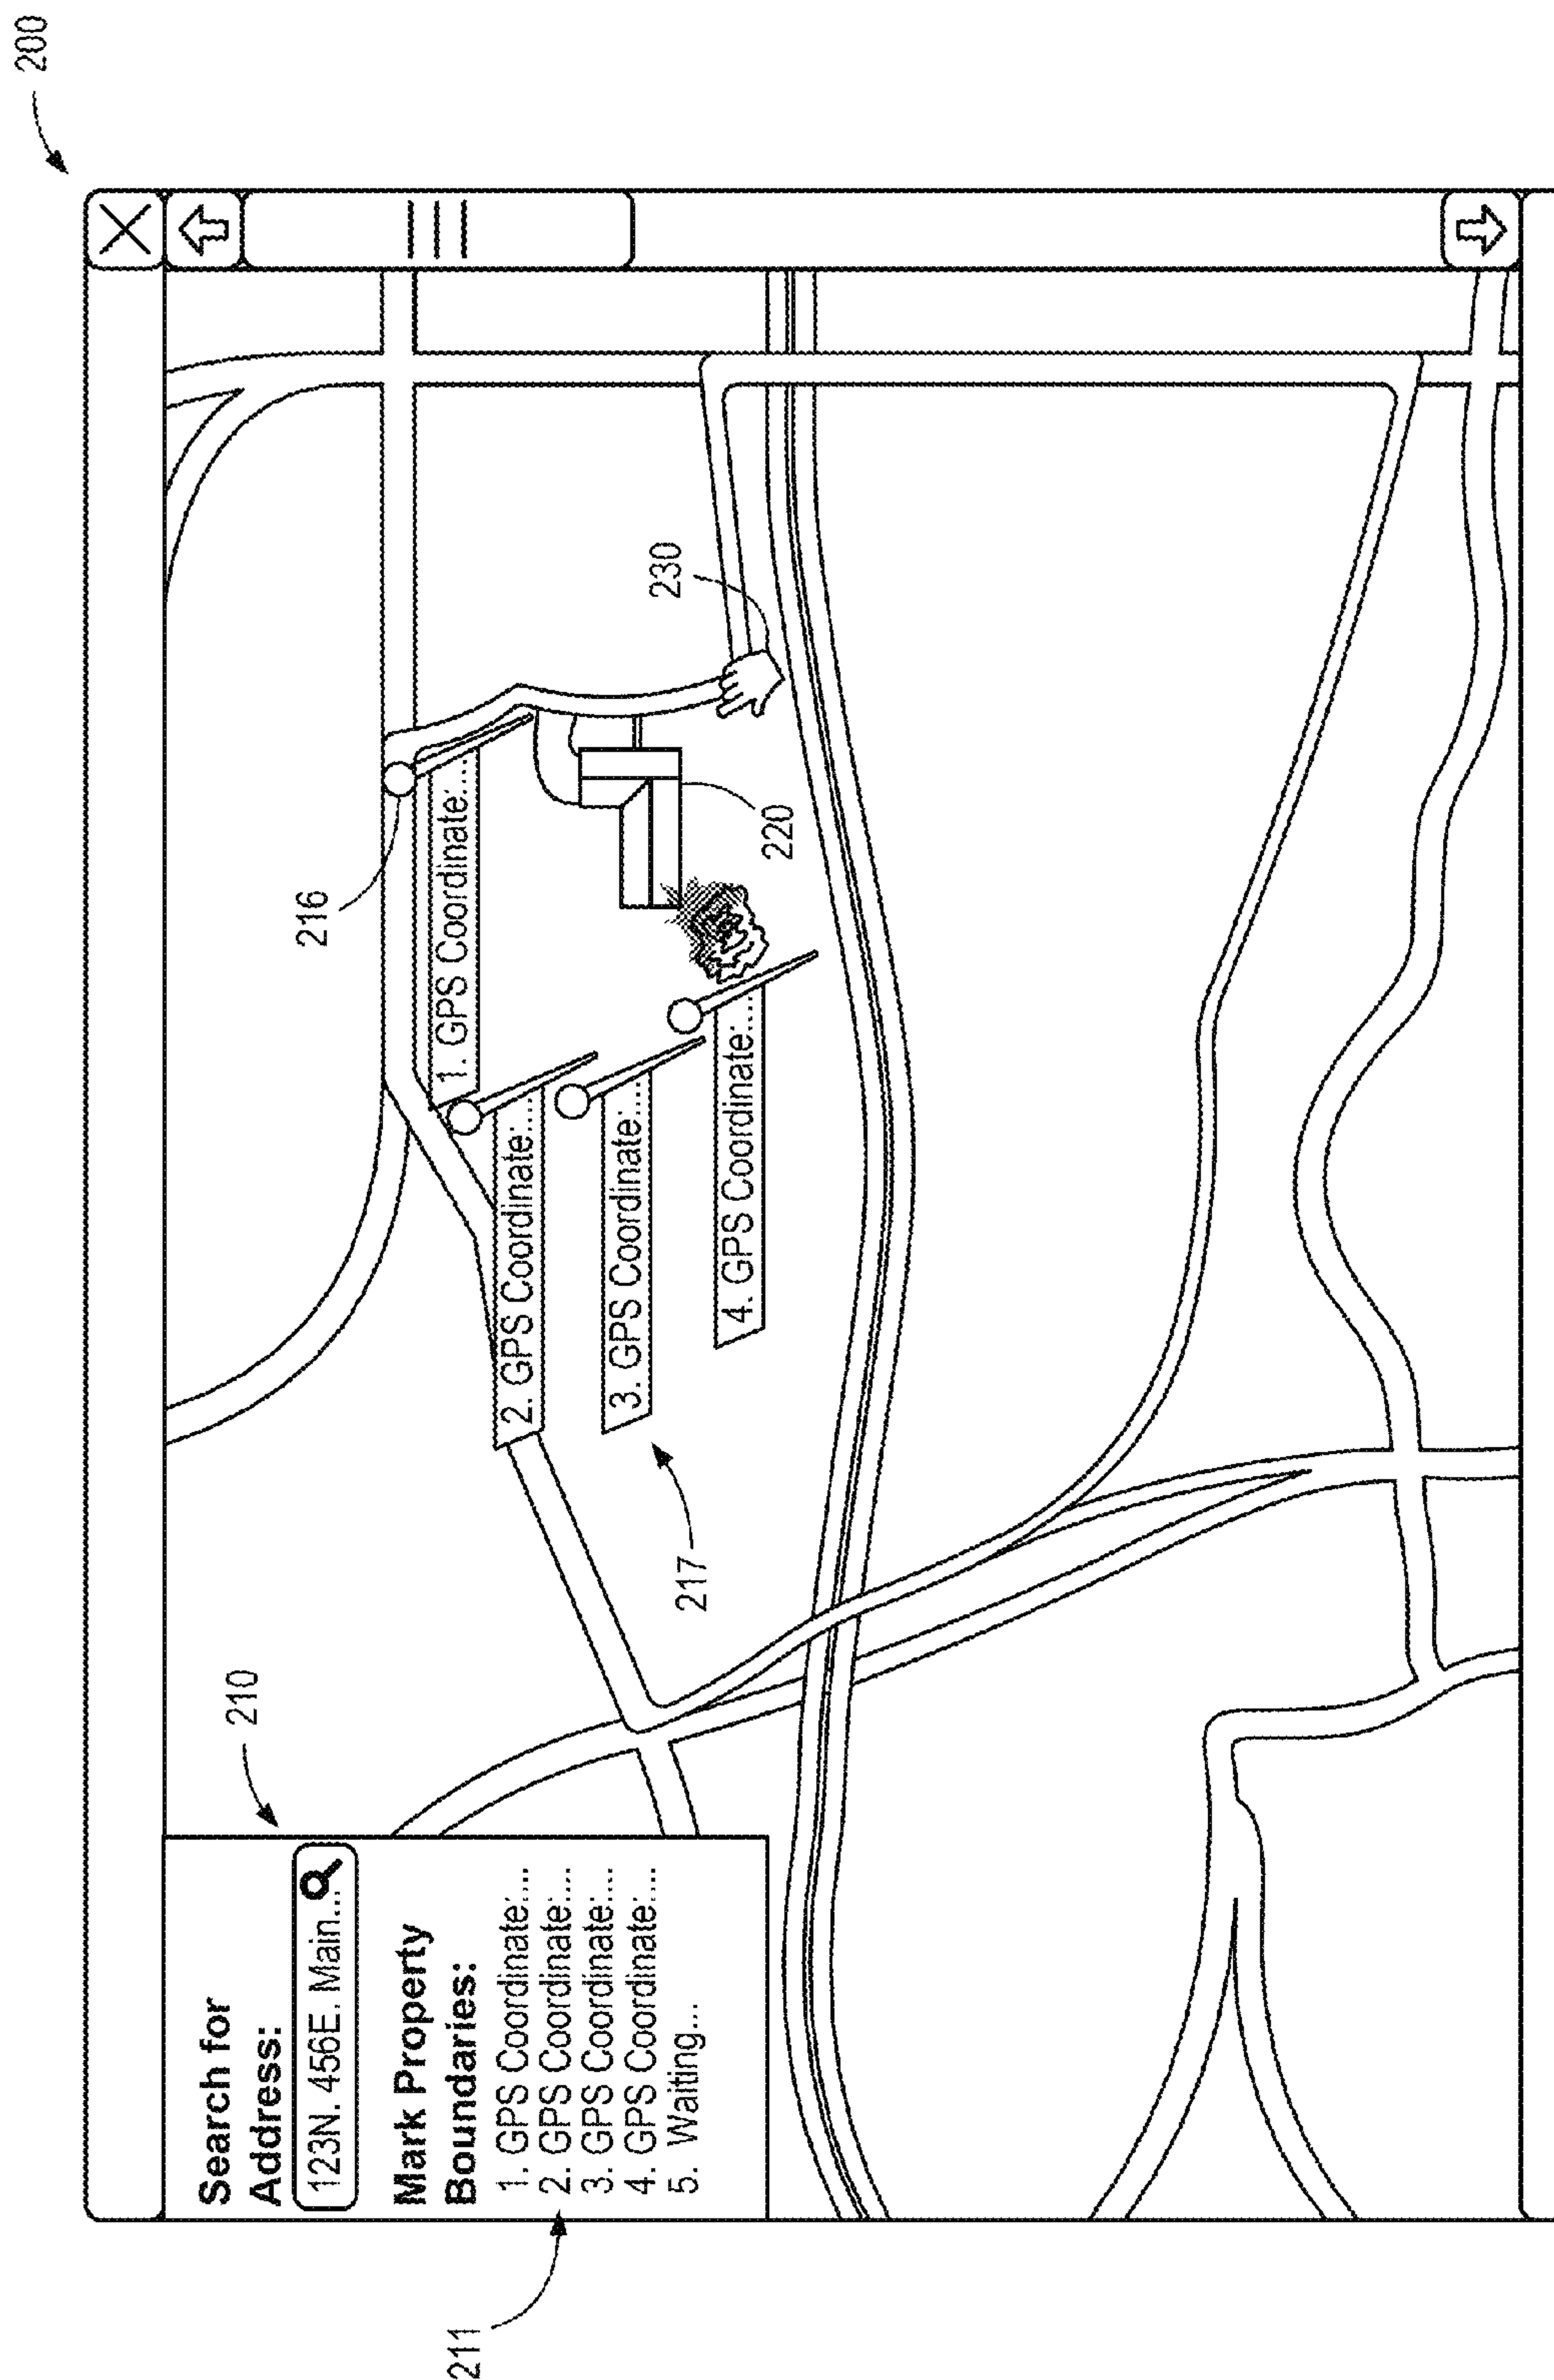 200
210
Search for
Address:
123N. 456E. Main...
Mark Property
Boundaries:
1. GPS Coordinate:...
2. GPS Coordinate:...
3. GPS Coordinate:...
4. GPS Coordinate:...
5. Waiting...
211
216
1. GPS Coordinate:...
2. GPS Coordinate:...
3. GPS Coordinate:...
4. GPS Coordinate:...
217
220
230